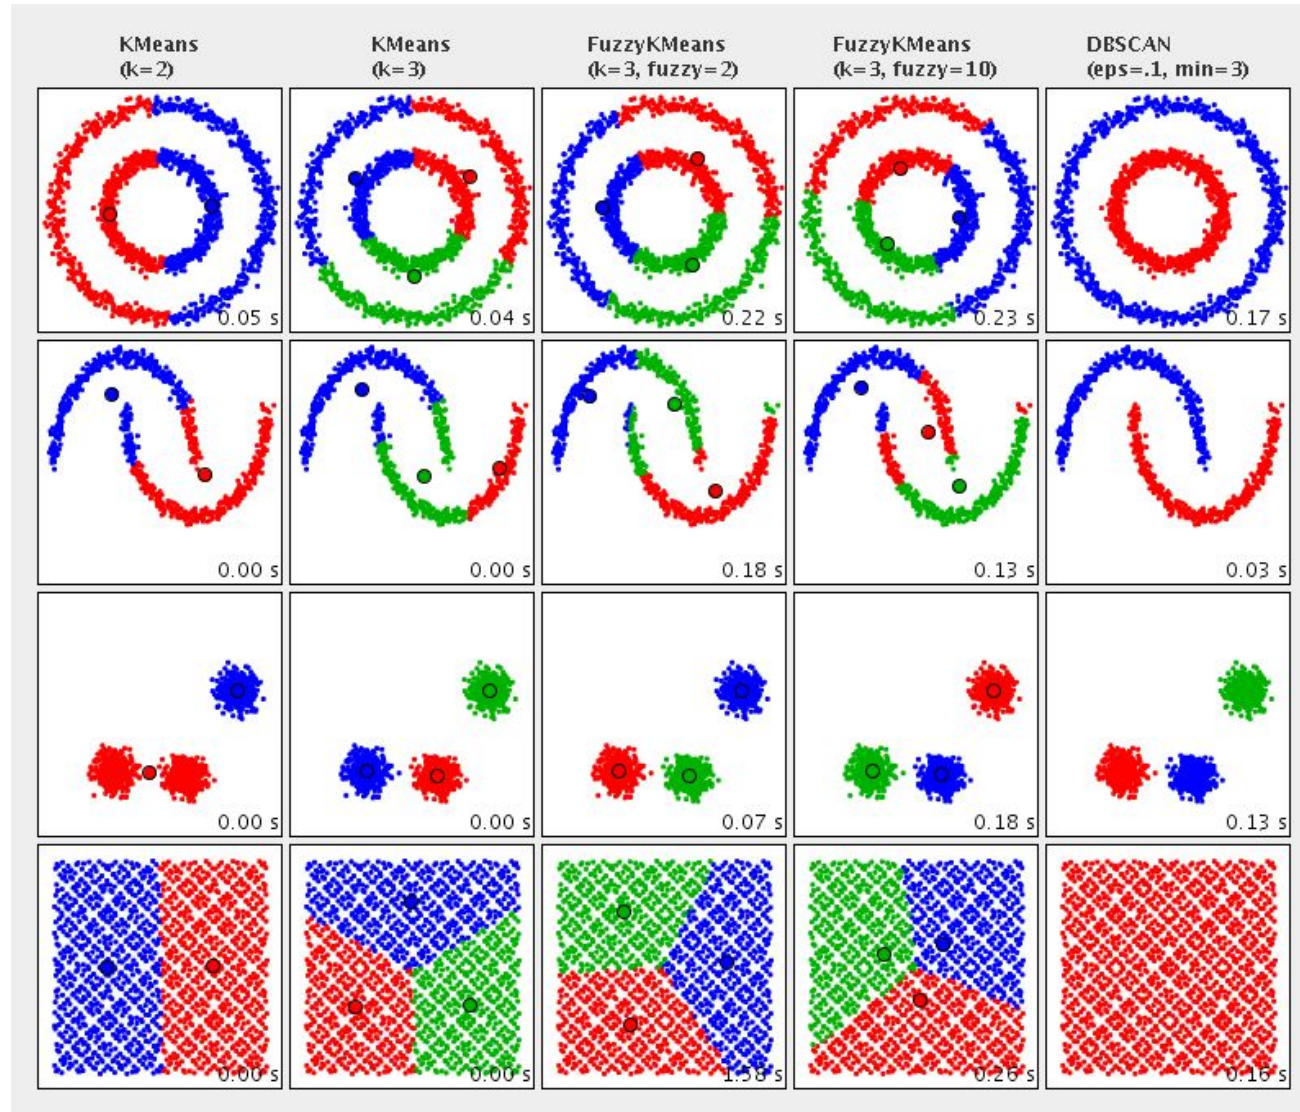 KMeans
(k=2)
KMeans
(k=3)
FuzzyKMeans
(k=3, fuzzy=2)
FuzzyKMeans
(k=3, fuzzy=10)
DBSCAN
(eps=.1, min=3)
0.05 s
0.04 s
0.22 s
0.23 s
0.17 s
0.00 s
0.00 s
0.18 s
0.13 s
0.03 s
0.00 s
0.00 s
0.07 s
0.18 s
0.13 s
0.00 s
0.00 s
1.58 s
0.26 s
0.16 s